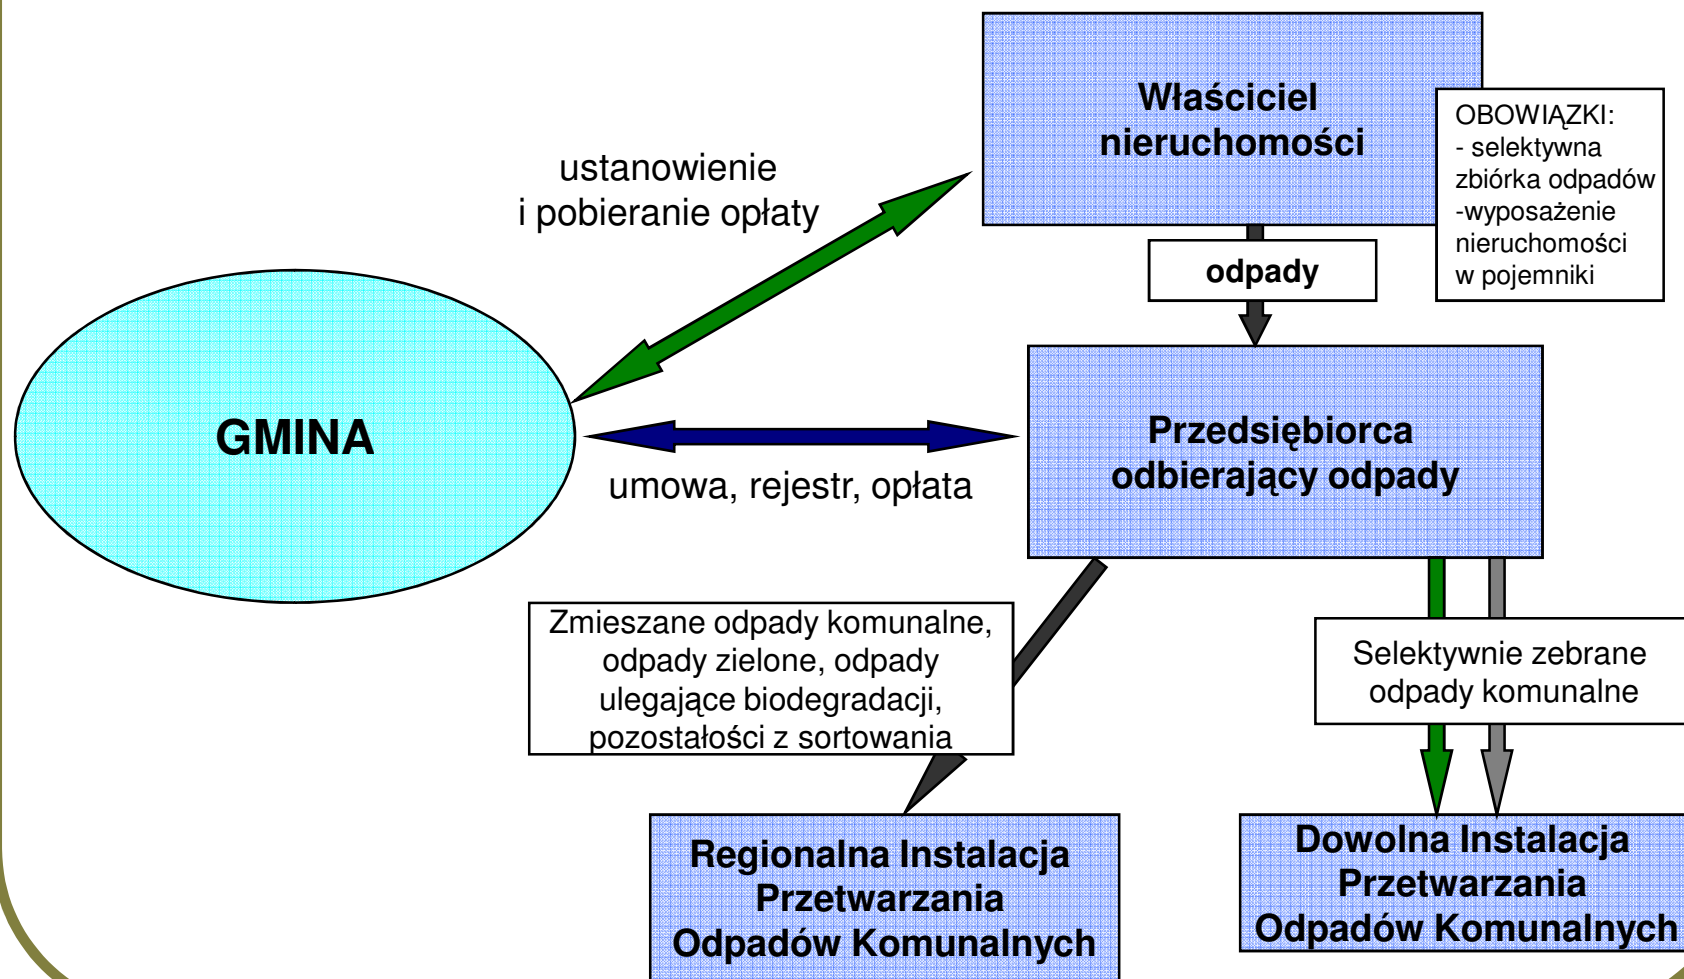 Właściciel
nieruchomości
OBOWIĄZKI:
- selektywna
zbiórka odpadów
-wyposażenie
nieruchomości
w pojemniki
ustanowienie
i pobieranie opłaty
odpady
GMINA
Przedsiębiorca
odbierający odpady
umowa, rejestr, opłata
Zmieszane odpady komunalne,
odpady zielone, odpady
ulegające biodegradacji,
pozostałości z sortowania
Selektywnie zebrane
odpady komunalne
Regionalna Instalacja
Przetwarzania
Odpadów Komunalnych
Dowolna Instalacja
Przetwarzania
Odpadów Komunalnych